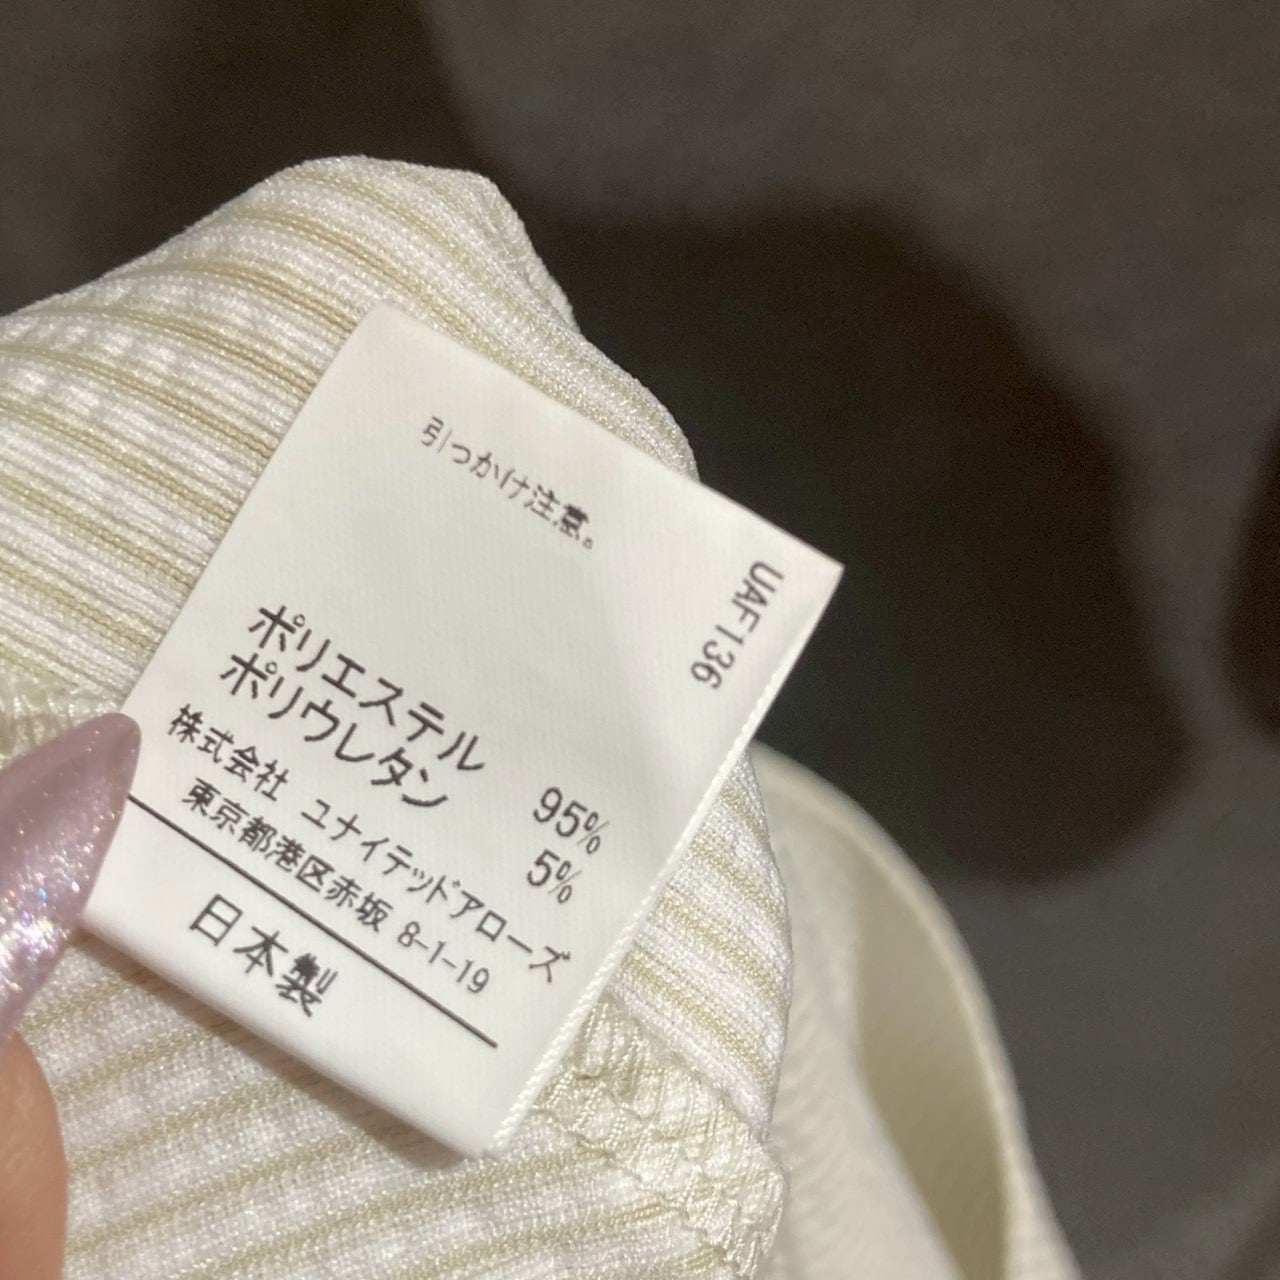 引つかけ注意。
UAF136
ポリエステル 95%
ポリウレタン 5%
株式会社 ユナイテッドアローズ
東京都港区赤坂 8-1-19
日本製